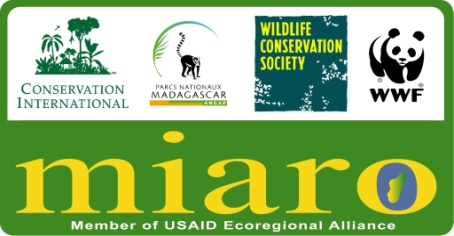 CONSERVATION
INTERNATIONAL
PARCS NATIONAUX
MADAGASCAR
ANGAP
WILDLIFE
CONSERVATION
SOCIETY
WWF
miaro
Member of USAID Ecoregional Alliance